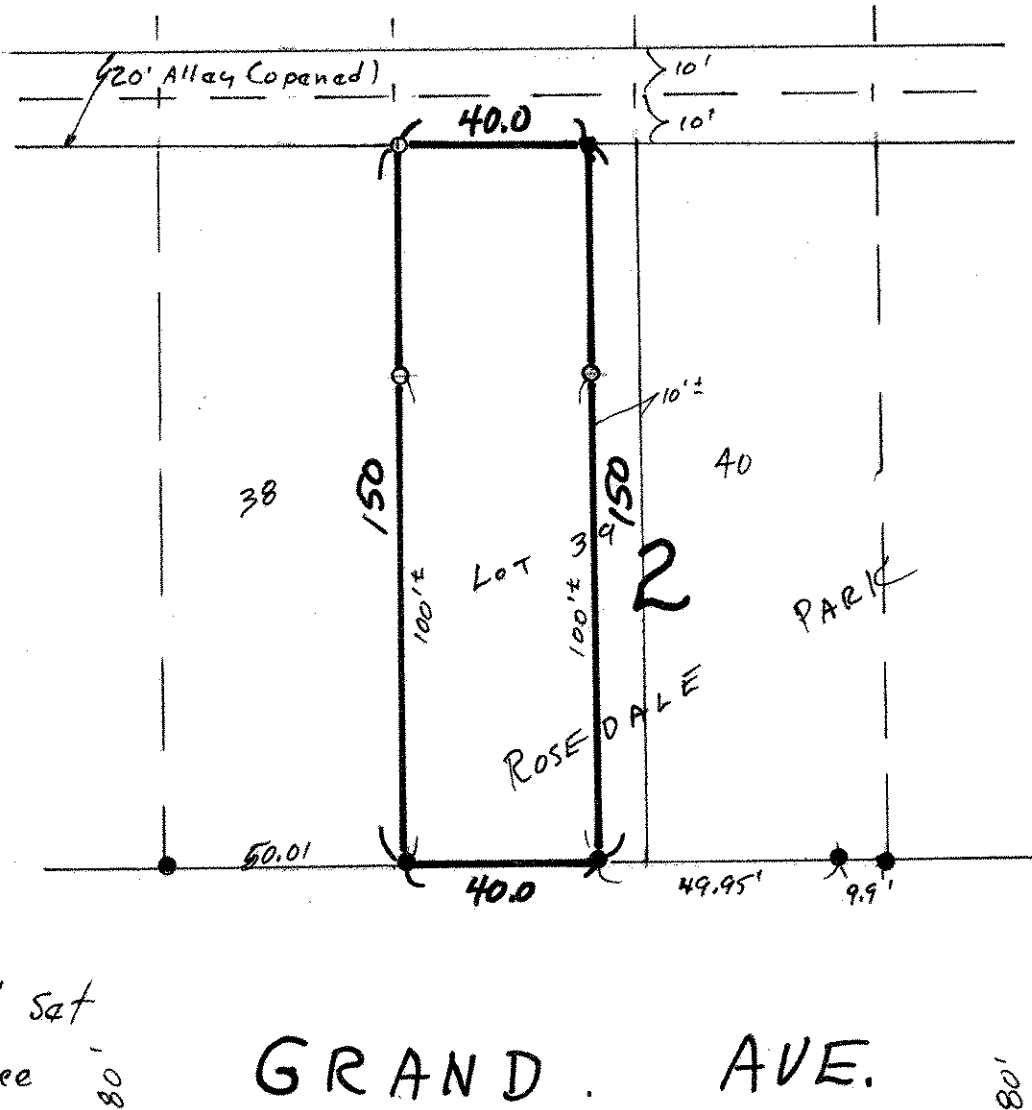 (20' Alley (opened)
10'
10'
40.0
10'±
40
38
150
150
39
LOT
2
100'±
100'±
PARK
ROSEDALE
50.01
40.0
49.95'
9.9'
' Set
ee
80'
GRAND. AVE.
80'